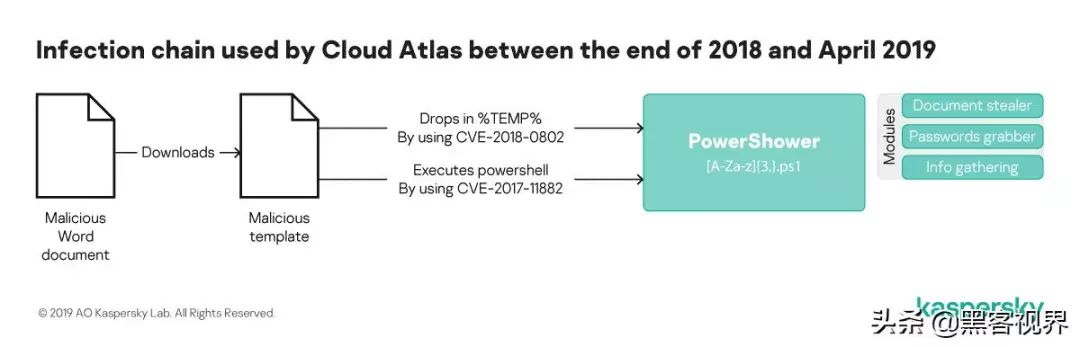 Infection chain used by Cloud Atlas between the end of 2018 and April 2019
Malicious
Word
document
Downloads
Malicious
template
Drops in %TEMP%
By using CVE-2018-0802
Executes powershell
By using CVE-2017-11882
PowerShower
[A-Za-z]{3,}.ps1
Modules
Document stealer
Passwords grabber
Info gathering
© 2019 AO Kaspersky Lab. All Rights Reserved.
kaspersky
头条 @黑客视界